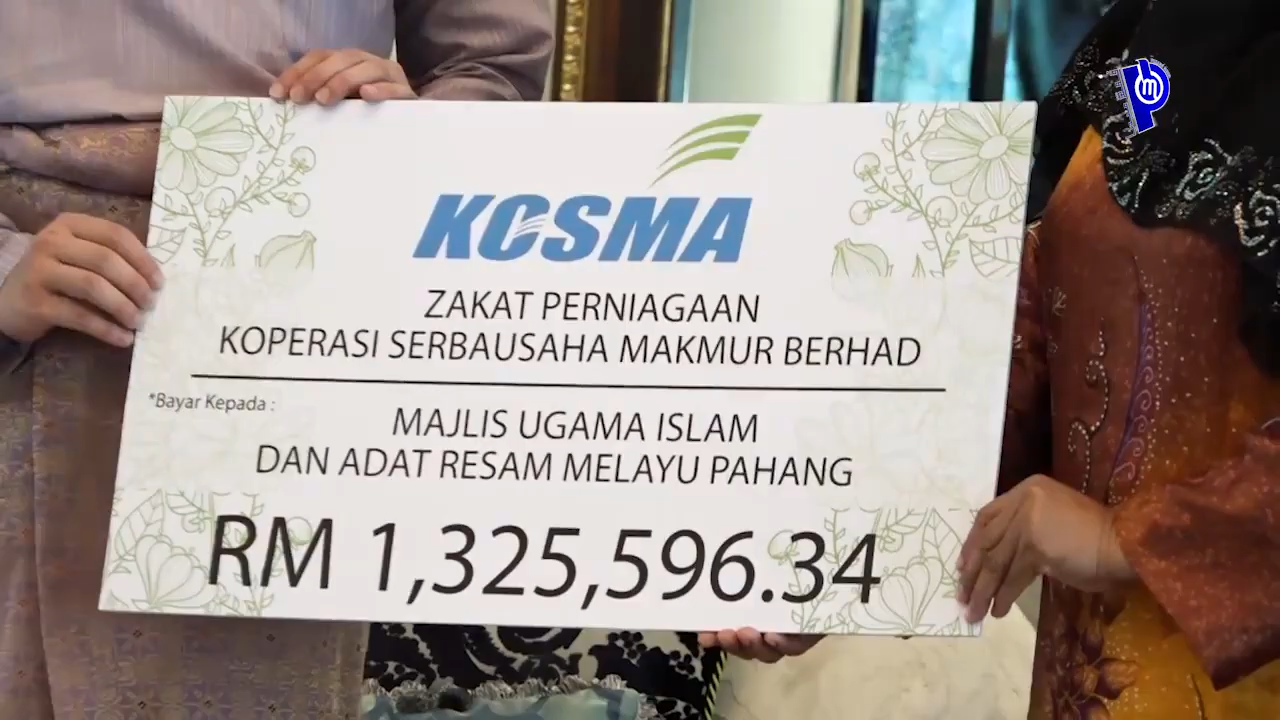 KOSMA
ZAKAT PERNIAGAAN
KOPERASI SERBAUSAHA MAKMUR BERHAD
*Bayar Kepada :
MAJLIS UGAMA ISLAM
DAN ADAT RESAM MELAYU PAHANG
RM 1,325,596.34